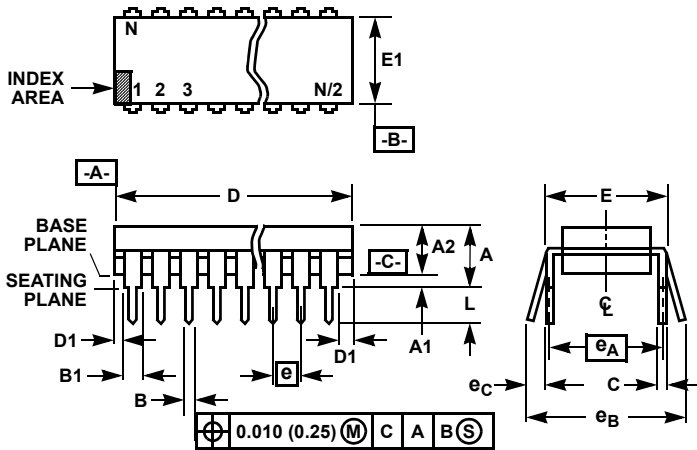 N
INDEX
AREA
1 2 3 N/2
E1
-B-
-A-
D
E
BASE
PLANE
SEATING
PLANE
-C-
A2
A
L
D1
B1
B
e
D1
A1
℄
eA
eC
C
eB
⌖ 0.010 (0.25) Ⓜ C A B Ⓢ